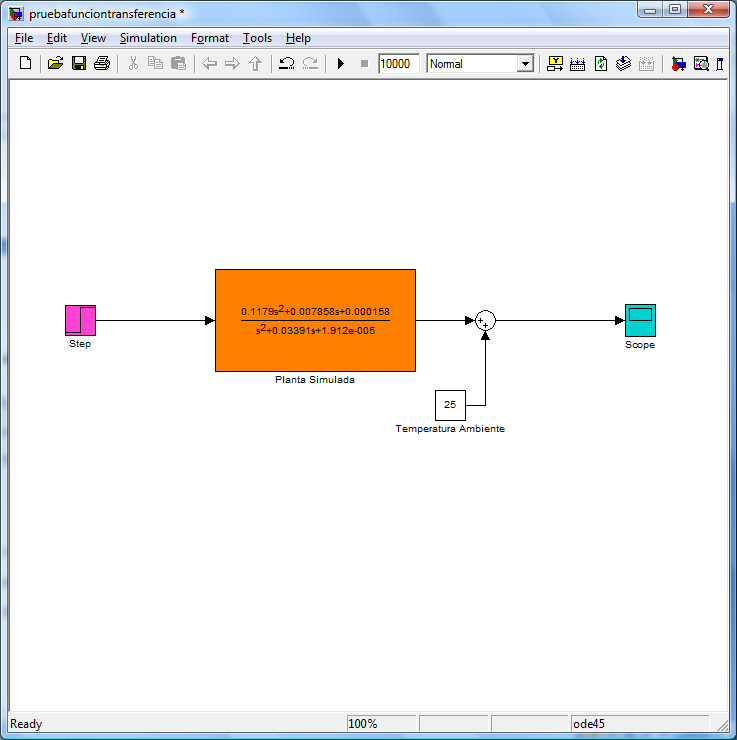 pruebafunciontransferencia *
File Edit View Simulation Format Tools Help
10000 Normal
0.1179s2+0.007858s+0.000158
s2+0.03391s+1.912e-005
Step
Planta Simulada
Scope
25
Temperatura Ambiente
Ready 100% ode45